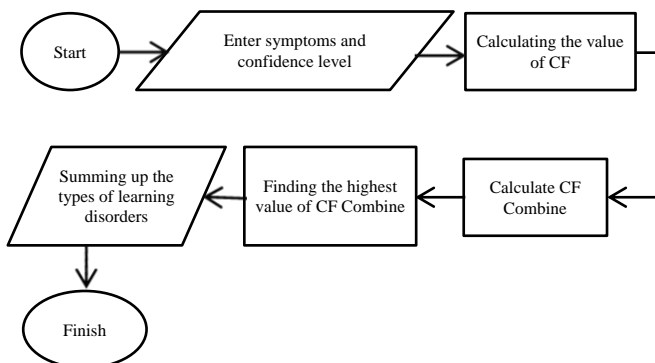 Start
Enter symptoms and
confidence level
Calculating the value
of CF
Summing up the
types of learning
disorders
Finding the highest
value of CF Combine
Calculate CF
Combine
Finish